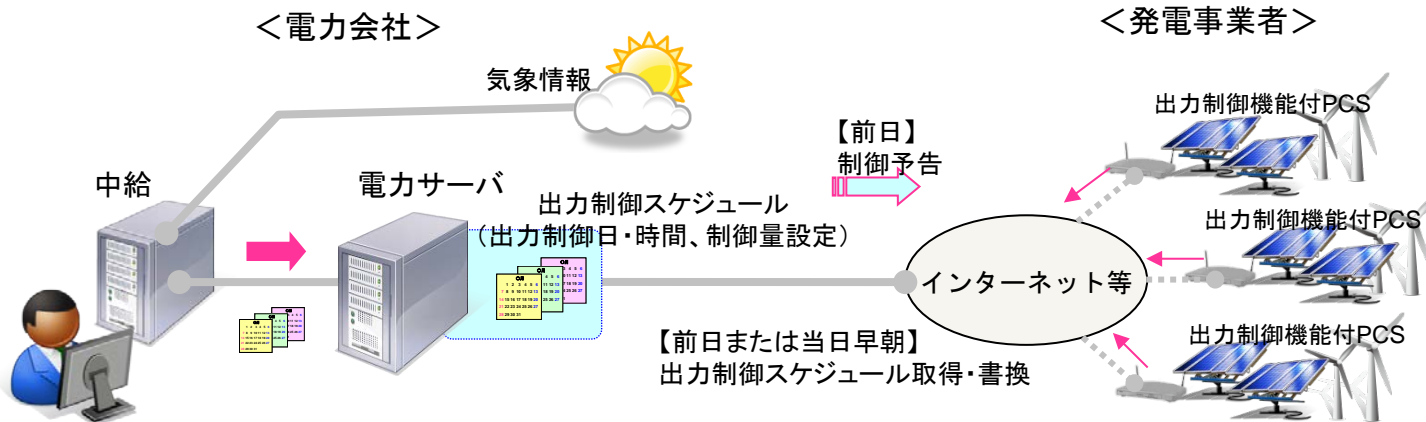 <電力会社>
<発電事業者>
気象情報
出力制御機能付PCS
【前日】
制御予告
中給
電力サーバ
出力制御スケジュール
(出力制御日・時間、制御量設定)
出力制御機能付PCS
インターネット等
出力制御機能付PCS
【前日または当日早朝】
出力制御スケジュール取得・書換